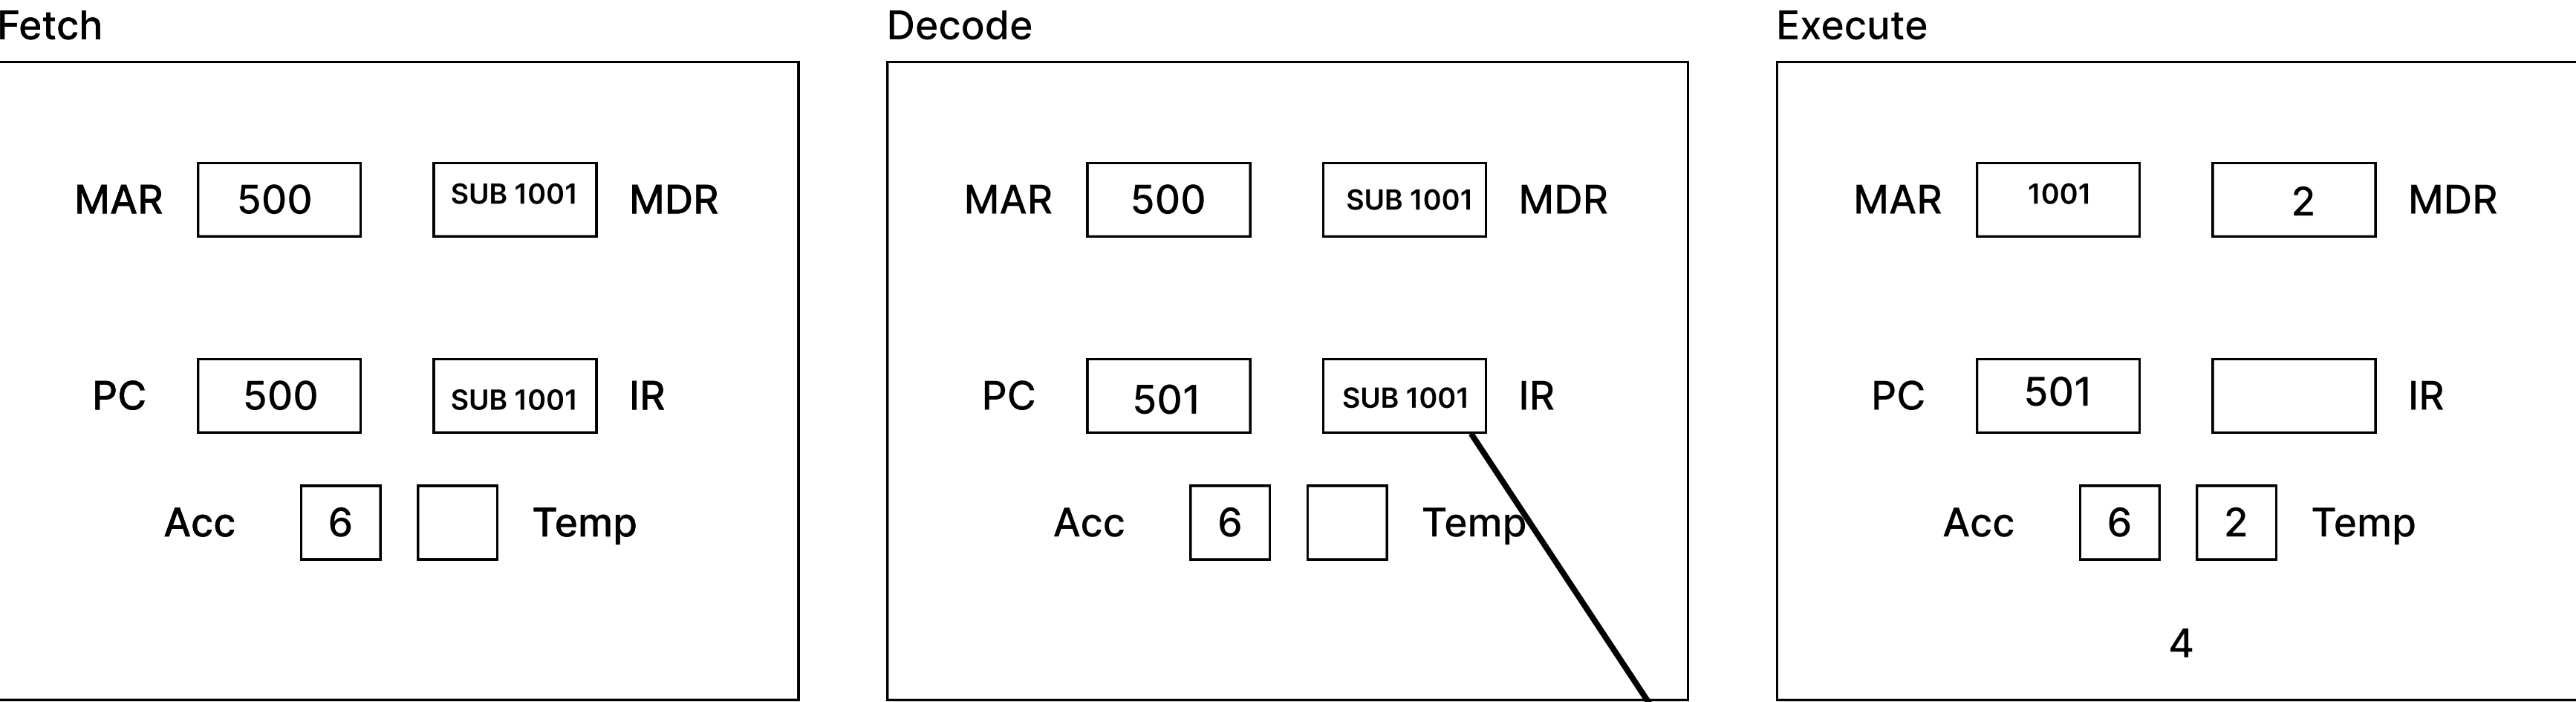 Fetch
MAR 500 SUB 1001 MDR
PC 500 SUB 1001 IR
Acc 6 Temp
Decode
MAR 500 SUB 1001 MDR
PC 501 SUB 1001 IR
Acc 6 Temp
Execute
MAR 1001 2 MDR
PC 501 IR
Acc 6 2 Temp
4